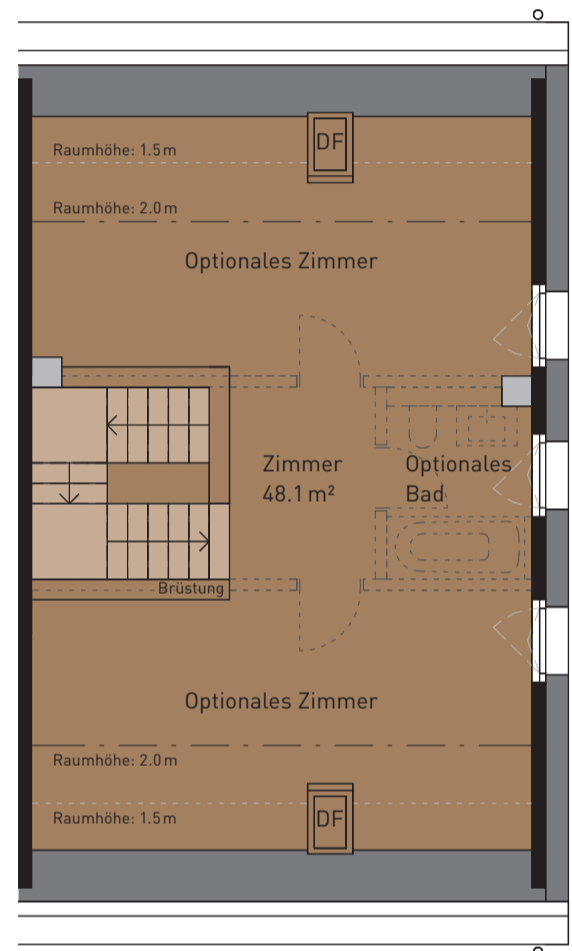 DF
Raumhöhe: 1.5 m
Raumhöhe: 2.0 m
Optionales Zimmer
Zimmer
48.1 m²
Optionales
Bad
Brüstung
Optionales Zimmer
Raumhöhe: 2.0 m
Raumhöhe: 1.5 m
DF